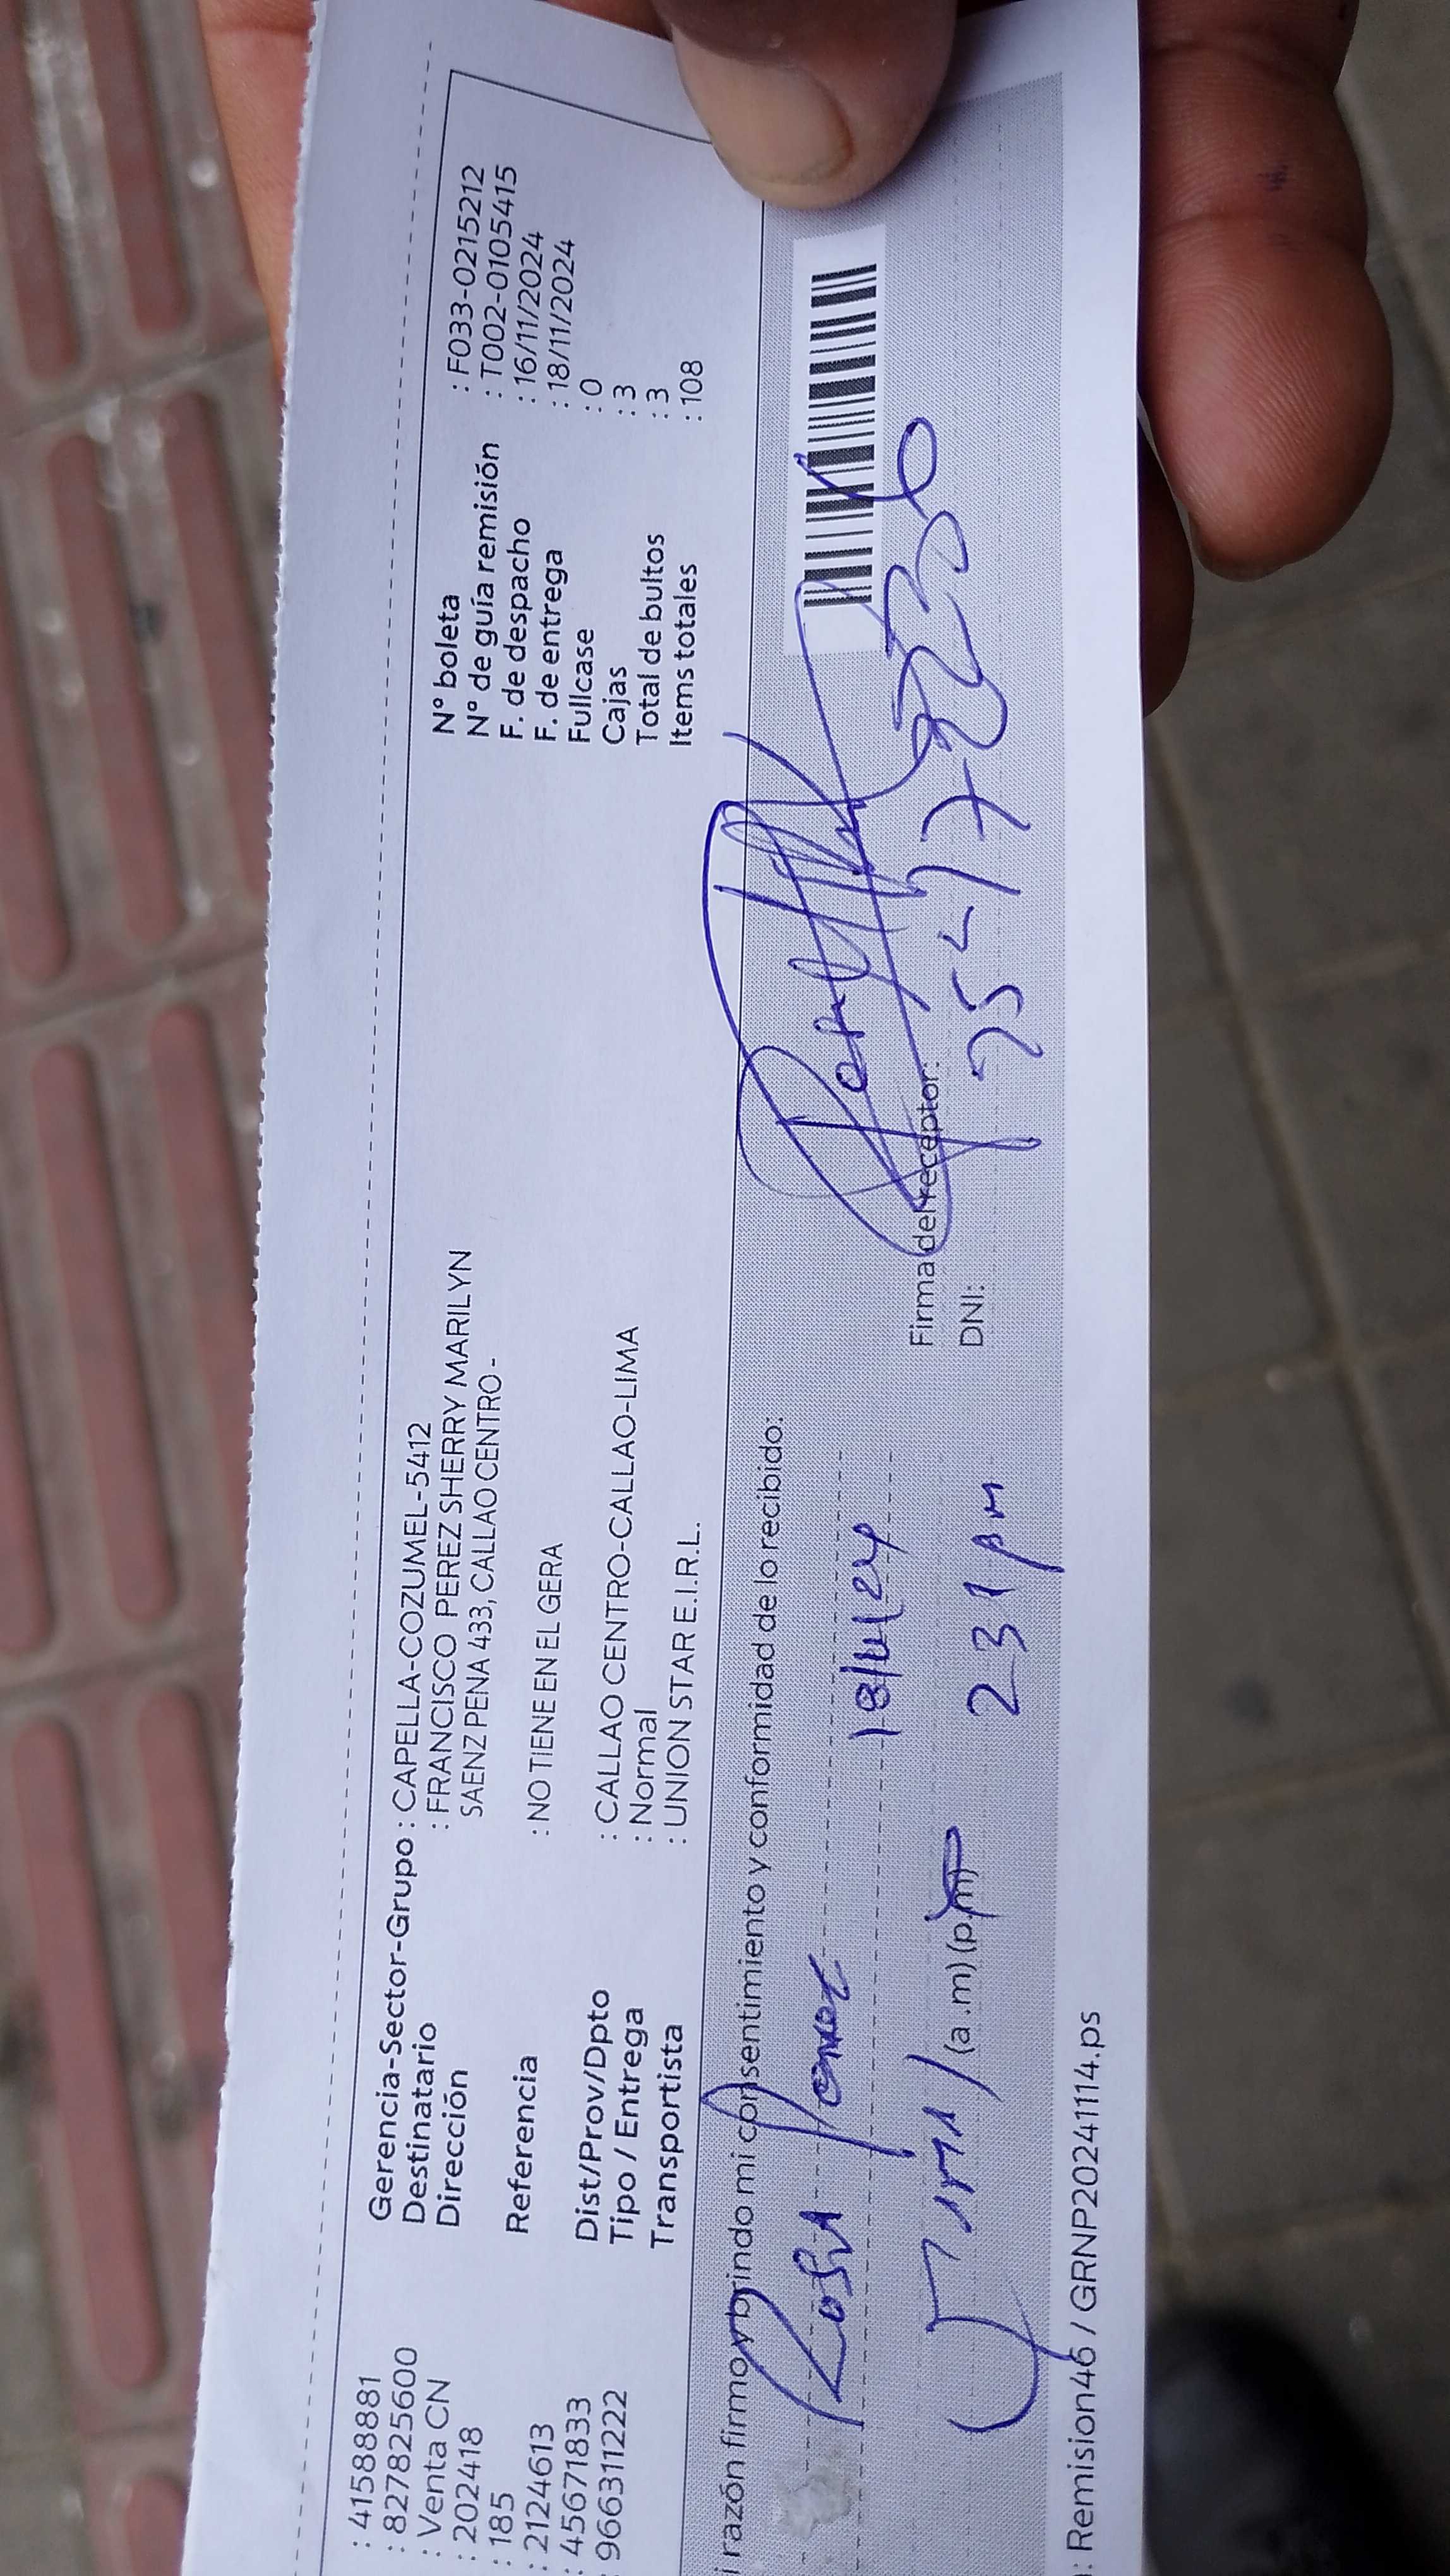 : 41588881
: 827825600
: Venta CN
: 202418
: 185
: 2124613
: 45671833
: 966311222
Gerencia-Sector-Grupo : CAPELLA-COZUMEL-5412
Destinatario : FRANCISCO PEREZ SHERRY MARILYN
Dirección SAENZ PENA 433, CALLAO CENTRO -
Referencia : NO TIENE EN EL GERA
Dist/Prov/Dpto : CALLAO CENTRO-CALLAO-LIMA
Tipo / Entrega : Normal
Transportista : UNION STAR E.I.R.L.
N° boleta : F033-0215212
N° de guía remisión : T002-0105415
F. de despacho : 16/11/2024
F. de entrega : 18/11/2024
Fullcase : 0
Cajas : 3
Total de bultos : 3
Items totales : 108
i razón firmo y brindo mi consentimiento y conformidad de lo recibido:
Rosa 18/11/24
Firma del receptor:
(a.m) (p.m) 231 pm
DNI:
: Remision46 / GRNP20241114.ps